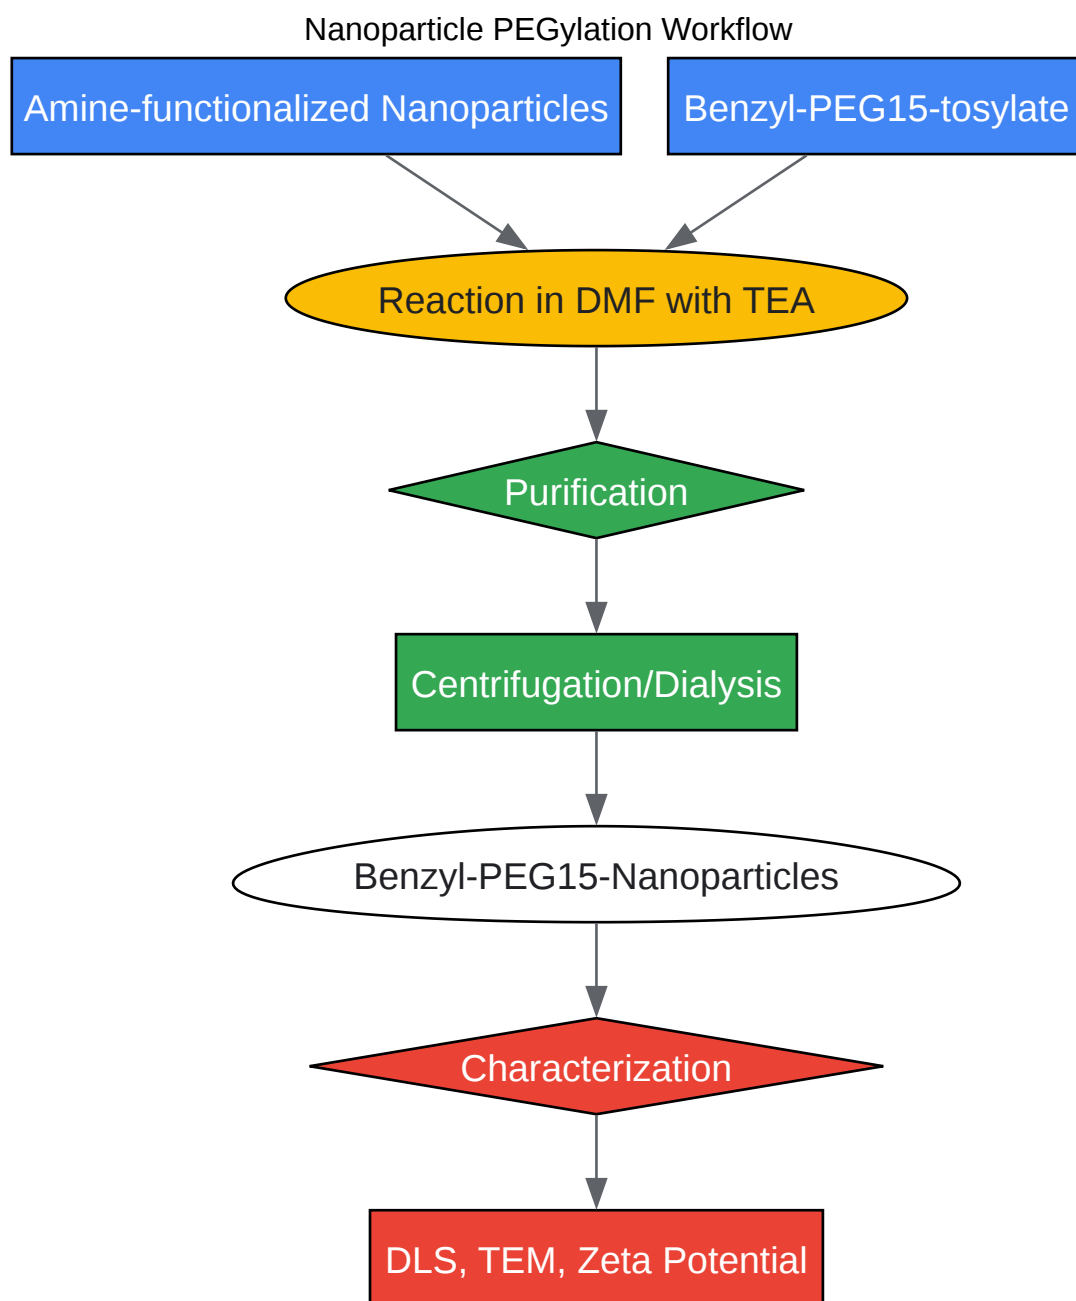 Nanoparticle PEGylation Workflow
Amine-functionalized Nanoparticles
Benzyl-PEG15-tosylate
Reaction in DMF with TEA
Purification
Centrifugation/Dialysis
Benzyl-PEG15-Nanoparticles
Characterization
DLS, TEM, Zeta Potential